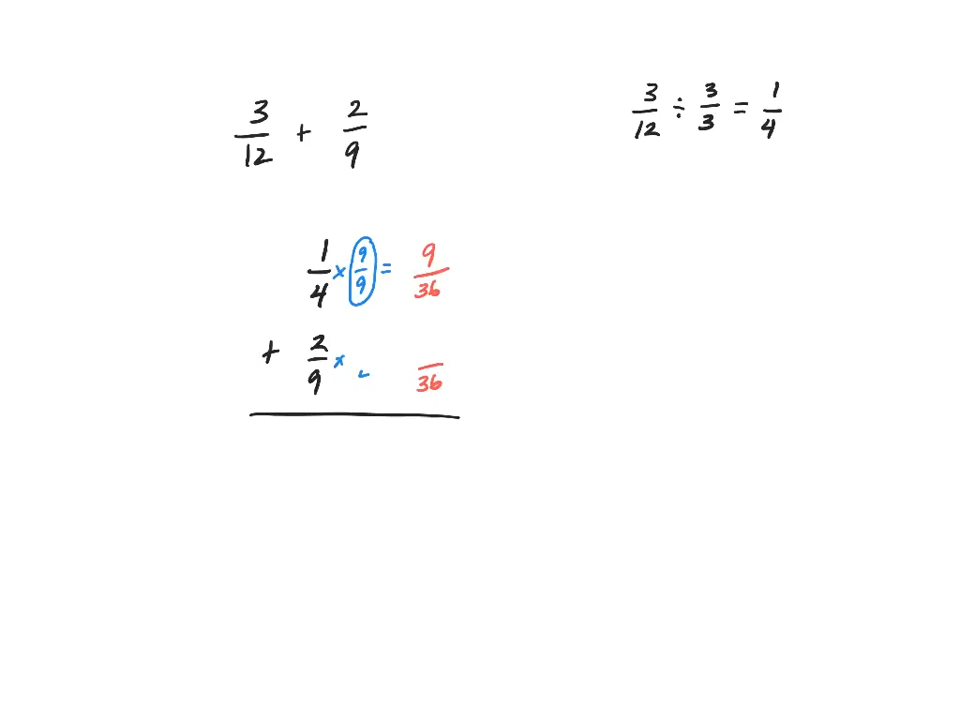 3/12 + 2/9
3/12 ÷ 3/3 = 1/4
1/4 × 9/9 = 9/36
+ 2/9 × /36